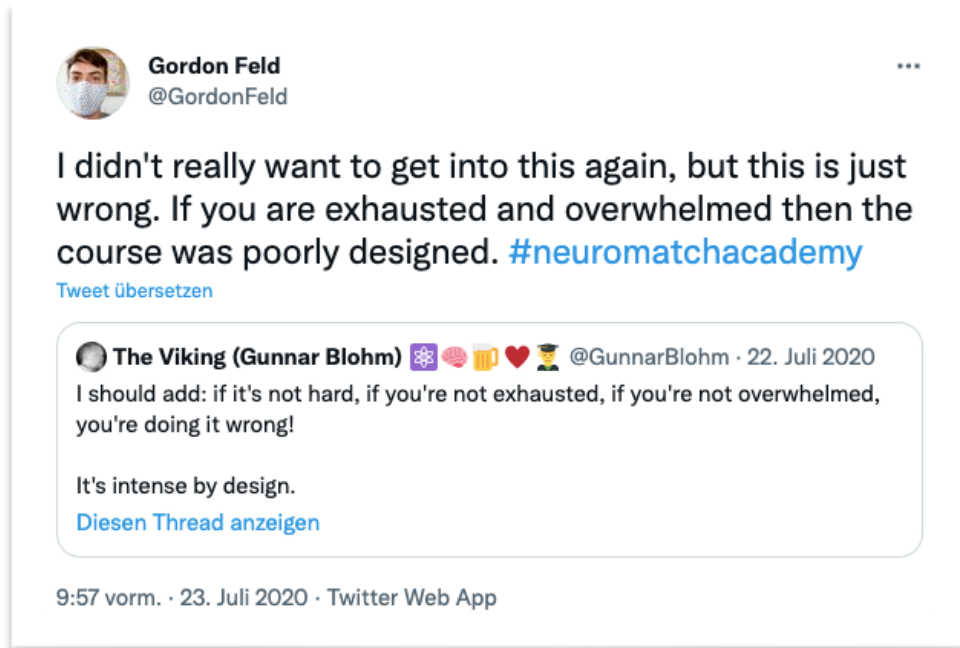 Gordon Feld
@GordonFeld
I didn't really want to get into this again, but this is just
wrong. If you are exhausted and overwhelmed then the
course was poorly designed. #neuromatchacademy
Tweet übersetzen
The Viking (Gunnar Blohm) ⚛️🧠🍺❤️👨‍🎓 @GunnarBlohm · 22. Juli 2020
I should add: if it's not hard, if you're not exhausted, if you're not overwhelmed,
you're doing it wrong!
It's intense by design.
Diesen Thread anzeigen
9:57 vorm. · 23. Juli 2020 · Twitter Web App